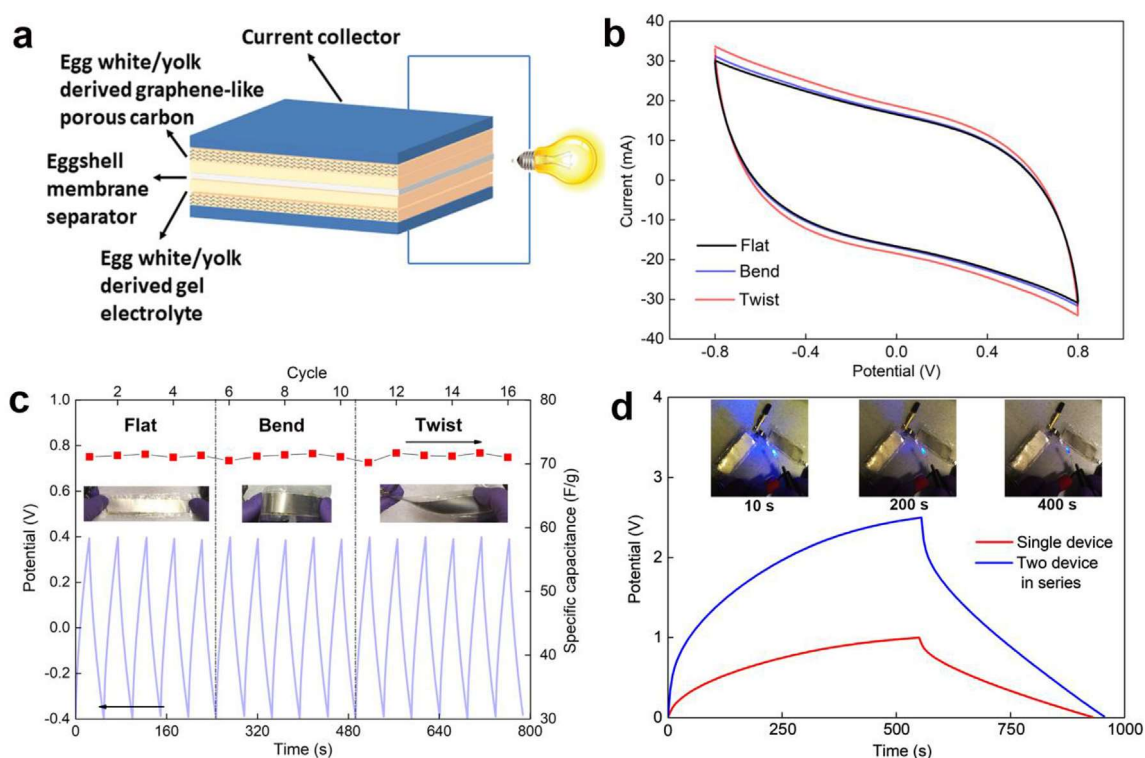 a
Current collector
Egg white/yolk
derived graphene-like
porous carbon
Eggshell
membrane
separator
Egg white/yolk
derived gel
electrolyte
b
40
30
20
10
0
-10
-20
-30
-40
Current (mA)
Flat
Bend
Twist
-0.8
-0.4
0.0
0.4
0.8
Potential (V)
c
Cycle
2
4
6
8
10
12
14
16
1.0
0.8
0.6
0.4
0.2
0.0
-0.2
-0.4
Potential (V)
Flat
Bend
Twist
80
70
60
50
40
30
Specific capacitance (F/g)
0
160
320
480
640
800
Time (s)
d
4
3
2
1
0
Potential (V)
10 s
200 s
400 s
Single device
Two device
in series
0
250
500
750
1000
Time (s)